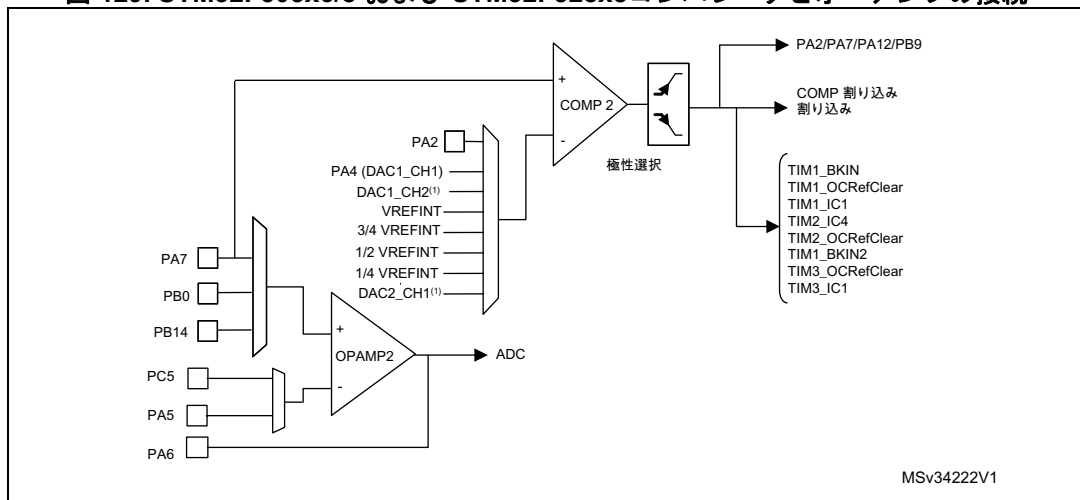 PA2/PA7/PA12/PB9
COMP 2
+
-
COMP 割り込み
割り込み
極性選択
PA2
PA4 (DAC1_CH1)
DAC1_CH2(1)
VREFINT
3/4 VREFINT
1/2 VREFINT
1/4 VREFINT
DAC2_CH1(1)
TIM1_BKIN
TIM1_OCRefClear
TIM1_IC1
TIM2_IC4
TIM2_OCRefClear
TIM1_BKIN2
TIM3_OCRefClear
TIM3_IC1
PA7
PB0
PB14
+
OPAMP2
-
ADC
PC5
PA5
PA6
MSv34222V1